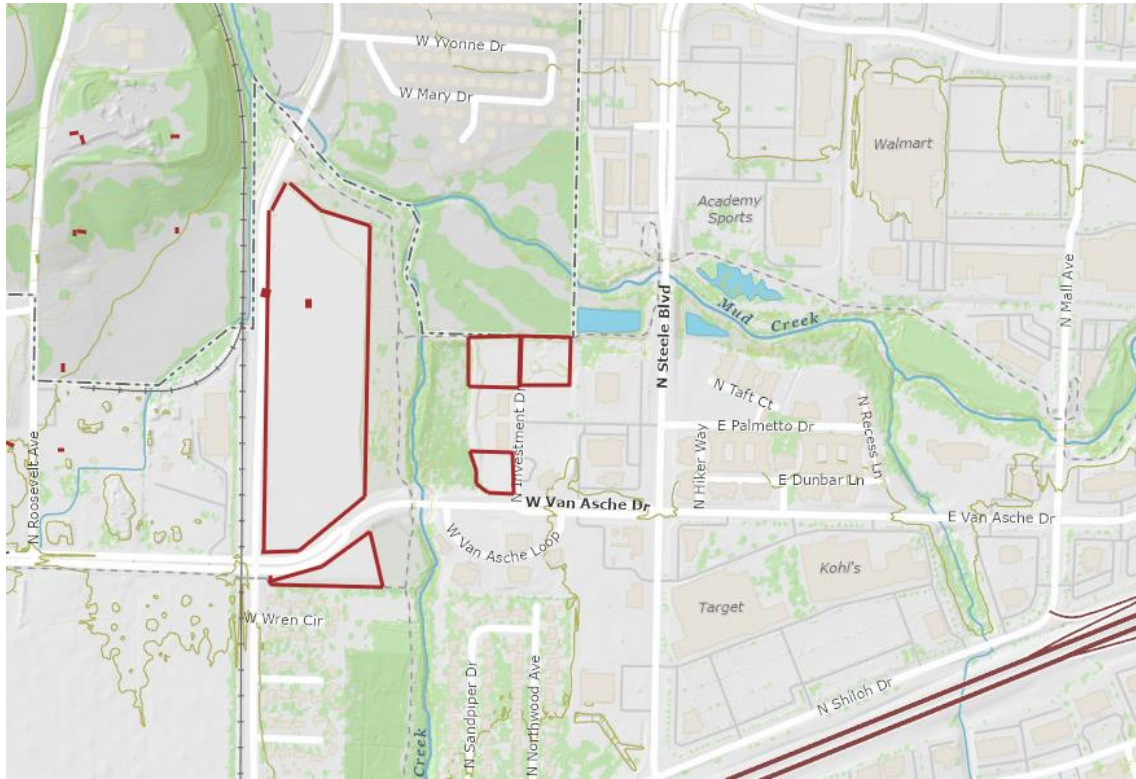 W Yvonne Dr
W Mary Dr
Walmart
Academy
Sports
N Mall Ave
N Steele Blvd
Mud Creek
N Taft Ct
N Investment Dr
N Recess Ln
E Palmetto Dr
N Roosevelt Ave
N Hiker Way
E Dunbar Ln
W Van Asche Dr
E Van Asche Dr
W Van Asche Loop
Kohl's
Target
W Wren Cir
N Sandpiper Dr
N Northwood Ave
N Shiloh Dr
Creek